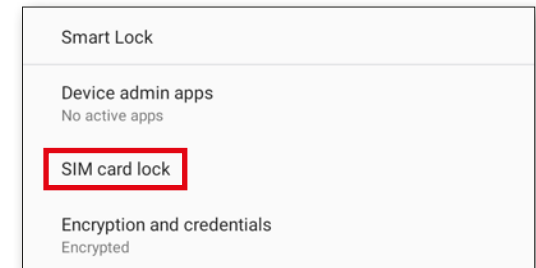 Smart Lock
Device admin apps
No active apps
SIM card lock
Encryption and credentials
Encrypted